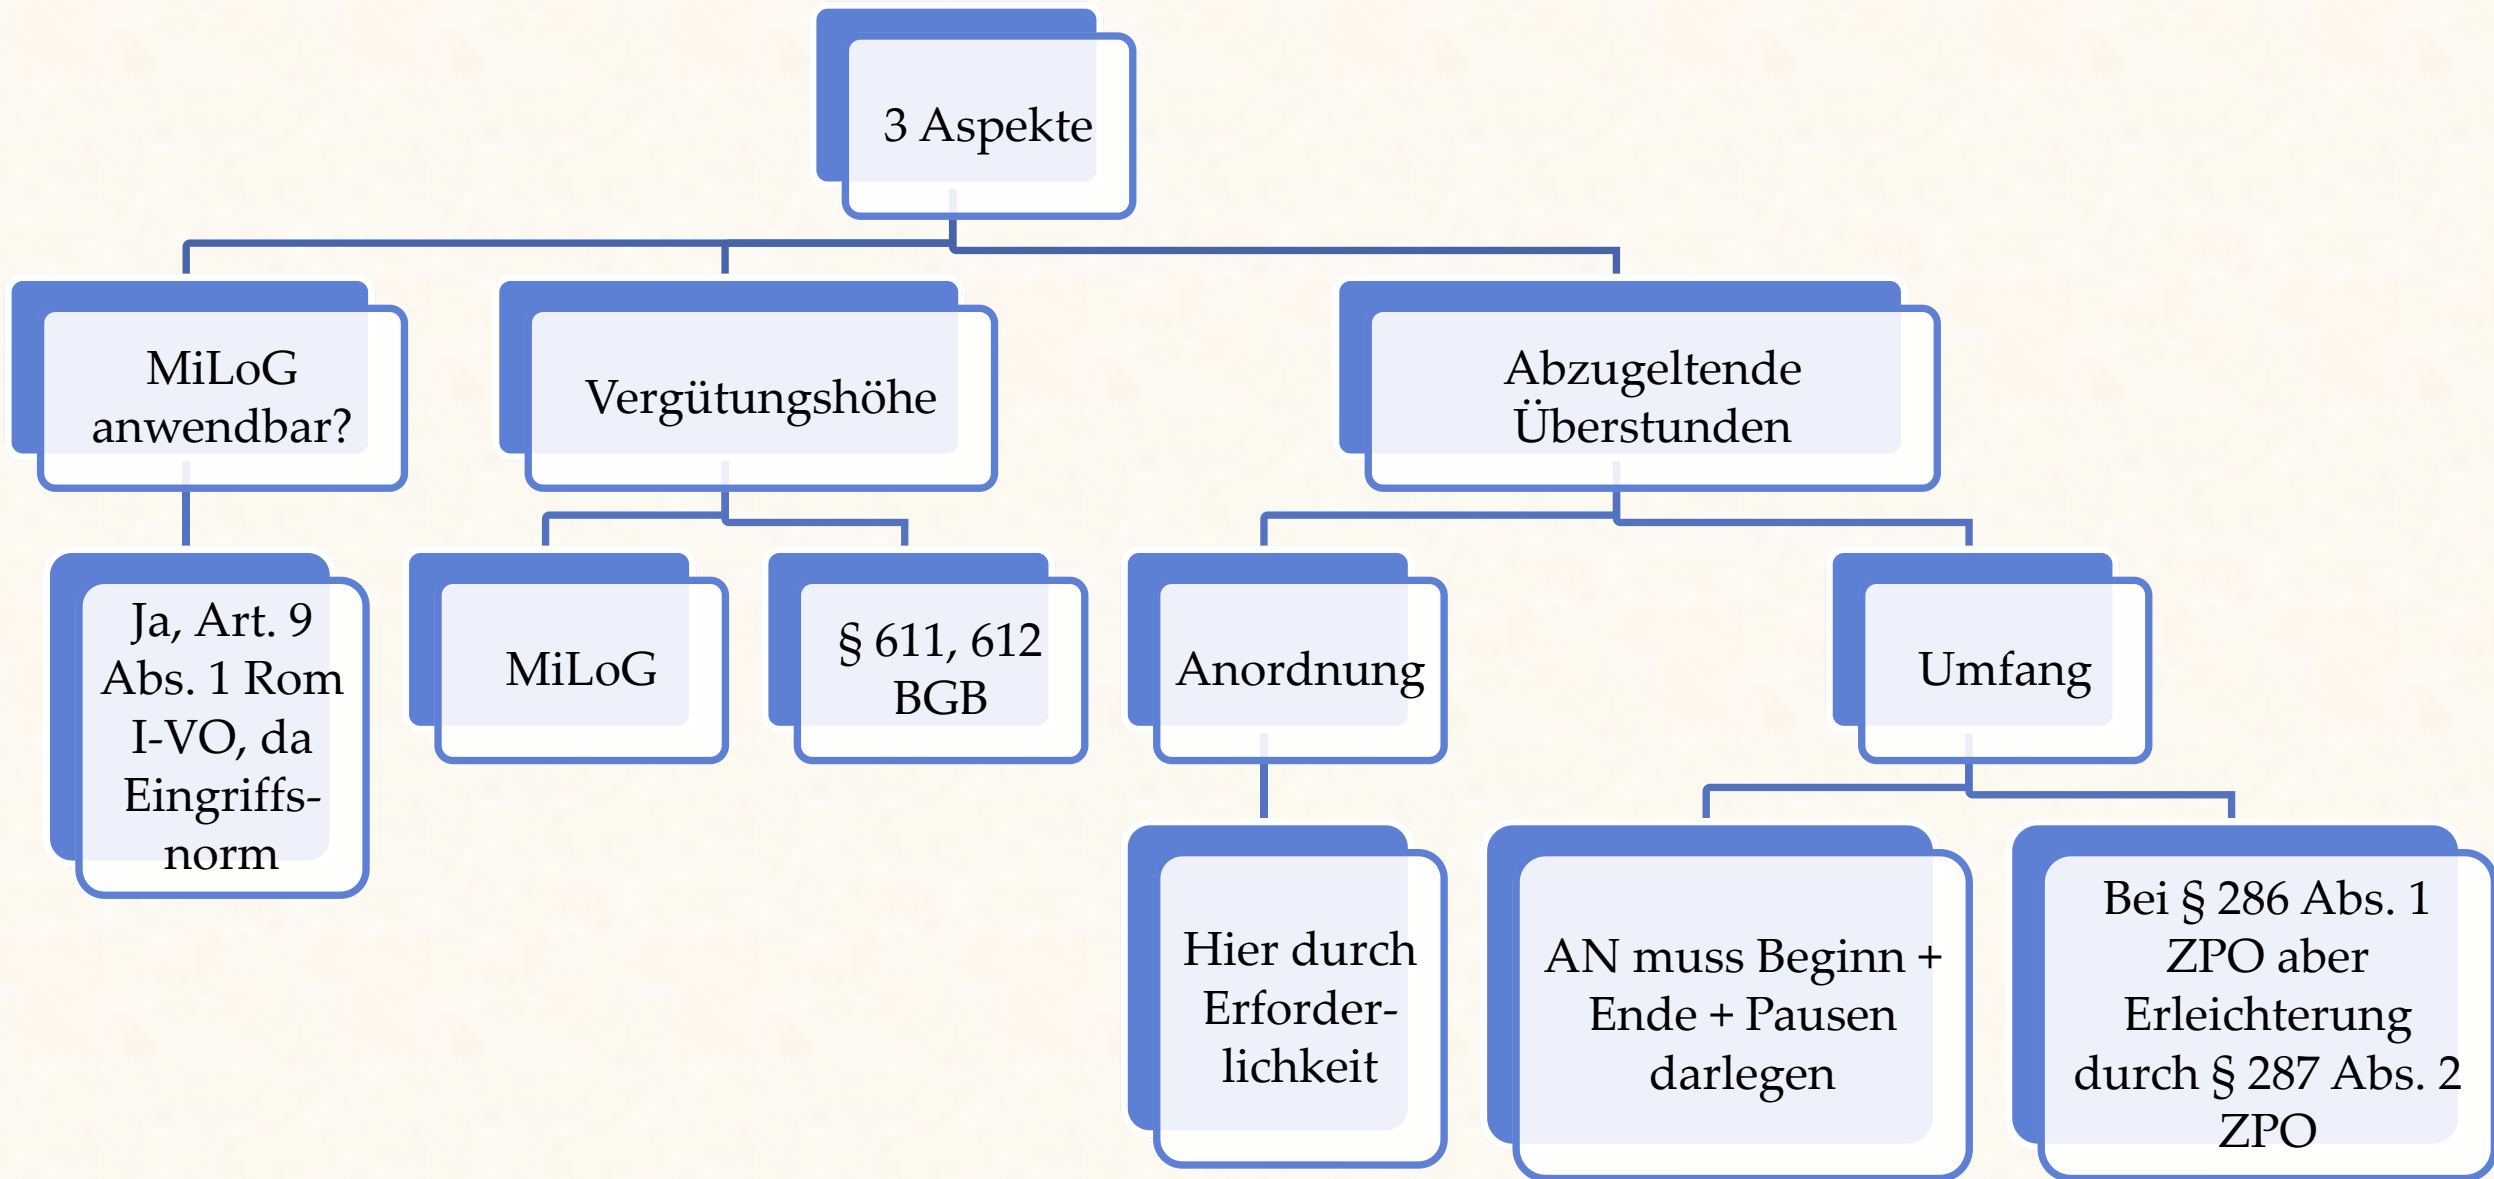 3 Aspekte
MiLoG
anwendbar?
Vergütungshöhe
Abzugeltende
Überstunden
Ja, Art. 9
Abs. 1 Rom
I-VO, da
Eingriffs-
norm
MiLoG
§ 611, 612
BGB
Anordnung
Umfang
Hier durch
Erforder-
lichkeit
AN muss Beginn +
Ende + Pausen
darlegen
Bei § 286 Abs. 1
ZPO aber
Erleichterung
durch § 287 Abs. 2
ZPO